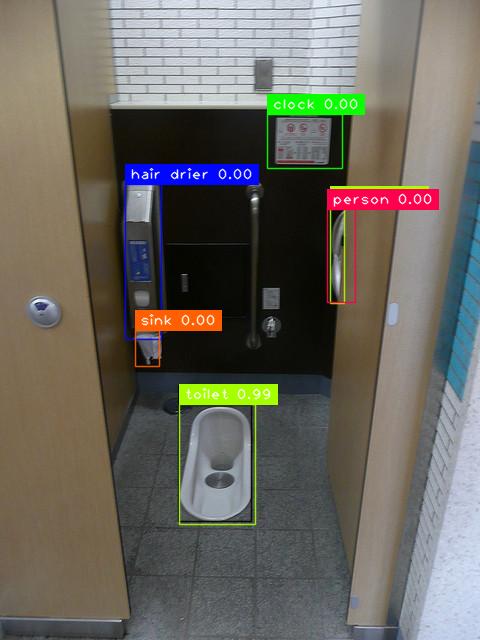 clock 0.00
hair drier 0.00
person 0.00
sink 0.00
toilet 0.99